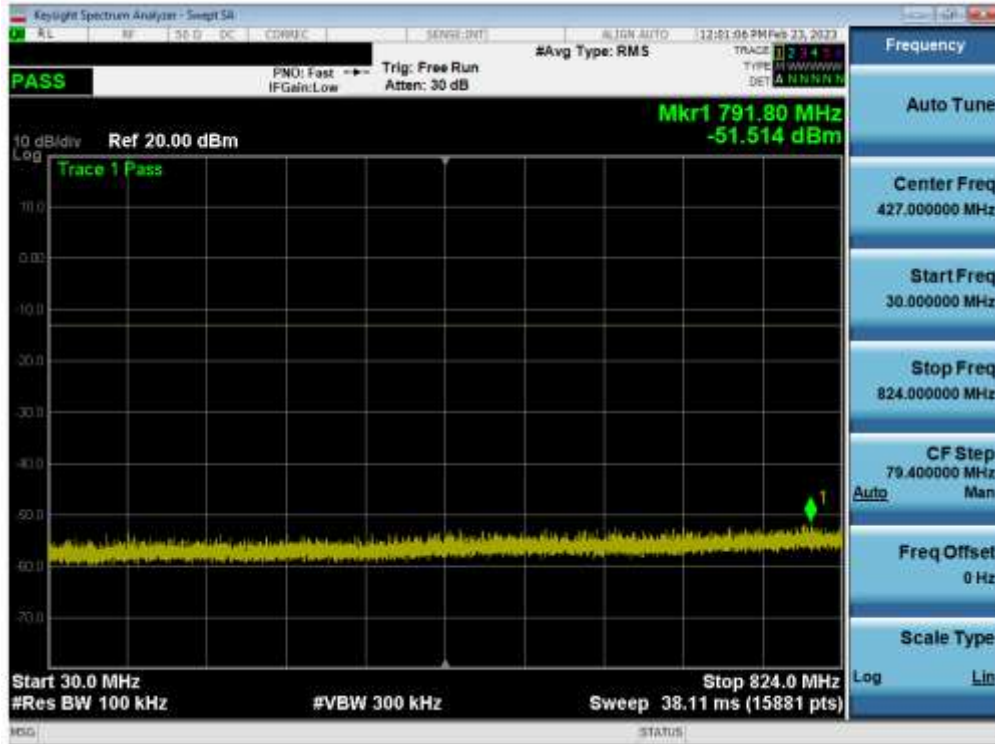 Keysight Spectrum Analyzer - Swept SA
RL RF 50 Ω DC CORREC SENSE:INT ALIGN AUTO 12:01:06 PM Feb 23, 2023
#Avg Type: RMS TRACE 1 2 3 4 5 6
PASS PNO: Fast Trig: Free Run TYPE M WWWWW
IFGain:Low Atten: 30 dB DET A N N N N N
Mkr1 791.80 MHz
-51.514 dBm
10 dB/div Ref 20.00 dBm
Log
Trace 1 Pass
10.0
0.00
-10.0
-20.0
-30.0
-40.0
1
-50.0
-60.0
-70.0
Start 30.0 MHz Stop 824.0 MHz
#Res BW 100 kHz #VBW 300 kHz Sweep 38.11 ms (15881 pts)
MSG STATUS
Frequency
Auto Tune
Center Freq
427.000000 MHz
Start Freq
30.000000 MHz
Stop Freq
824.000000 MHz
CF Step
79.400000 MHz
Auto Man
Freq Offset
0 Hz
Scale Type
Log Lin